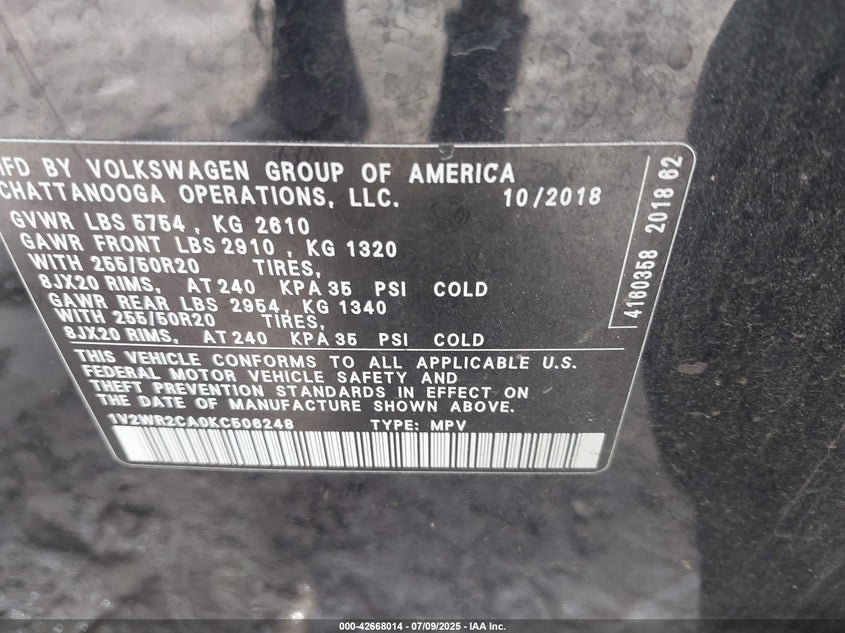 MFD BY VOLKSWAGEN GROUP OF AMERICA
CHATTANOOGA OPERATIONS, LLC. 10/2018
GVWR LBS 5754 , KG 2610
GAWR FRONT LBS 2910 , KG 1320
WITH 255/50R20 TIRES,
8JX20 RIMS, AT 240 KPA 35 PSI COLD
GAWR REAR LBS 2954, KG 1340
WITH 255/50R20 TIRES,
8JX20 RIMS, AT 240 KPA 35 PSI COLD
THIS VEHICLE CONFORMS TO ALL APPLICABLE U.S.
FEDERAL MOTOR VEHICLE SAFETY AND
THEFT PREVENTION STANDARDS IN EFFECT ON
THE DATE OF MANUFACTURE SHOWN ABOVE.
1V2WR2CA0KC506248 TYPE: MPV
4160358 2018 62
000-42668014 - 07/09/2025 - IAA Inc.